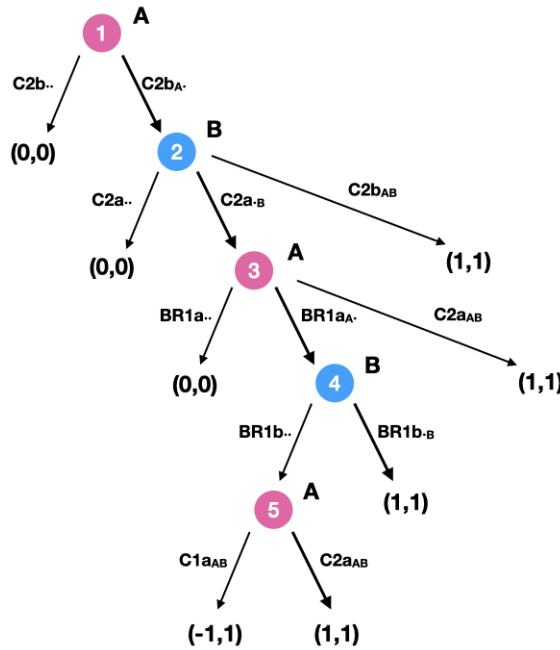 1 A
C2b.. C2bA.
(0,0) 2 B
C2a.. C2a.B C2bAB
(0,0) 3 A (1,1)
BR1a.. BR1aA. C2aAB
(0,0) 4 B (1,1)
BR1b.. BR1b.B
5 A (1,1)
C1aAB C2aAB
(-1,1) (1,1)